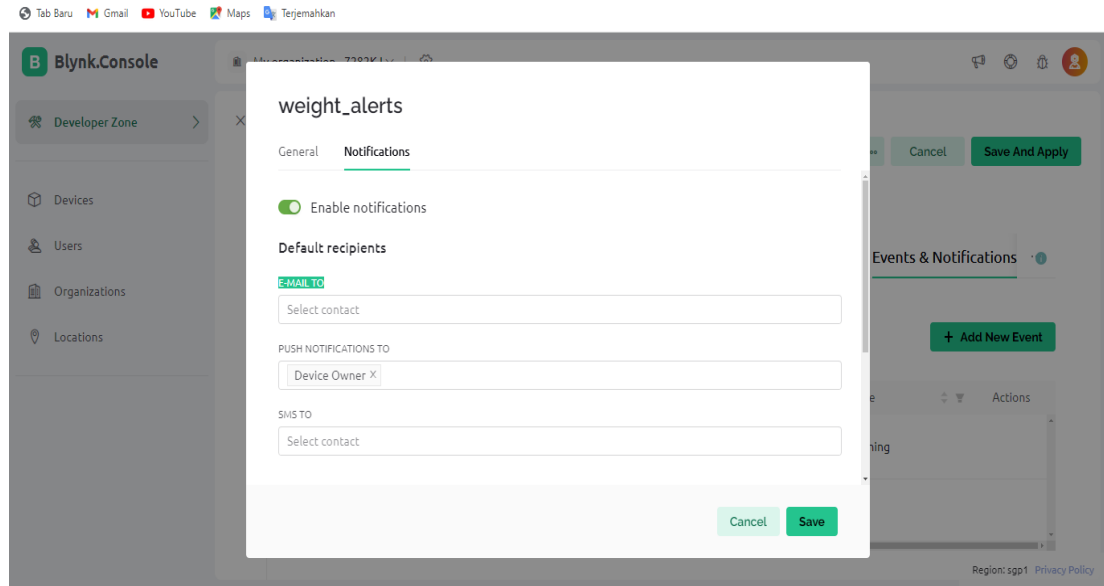 Tab Baru Gmail YouTube Maps Terjemahkan
B Blynk.Console
weight_alerts
Developer Zone
General Notifications
Cancel Save And Apply
Devices
Enable notifications
Users
Default recipients
Events & Notifications
E-MAIL TO
Organizations
Select contact
Locations
Add New Event
PUSH NOTIFICATIONS TO
Device Owner X
Actions
SMS TO
Select contact
Cancel Save
Region: sgp1 Privacy Policy